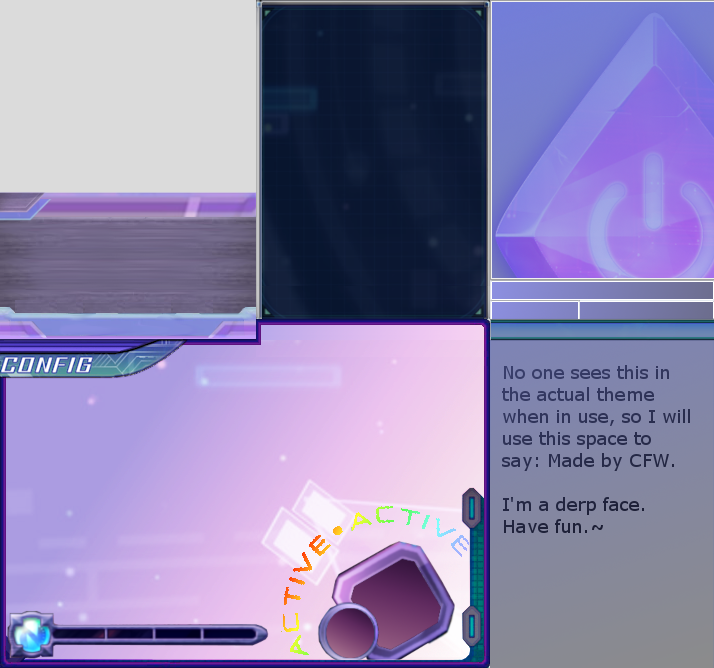 CONFIG
No one sees this in
the actual theme
when in use, so I will
use this space to
say: Made by CFW.
I'm a derp face.
Have fun.~
ACTIVE • ACTIVE
N